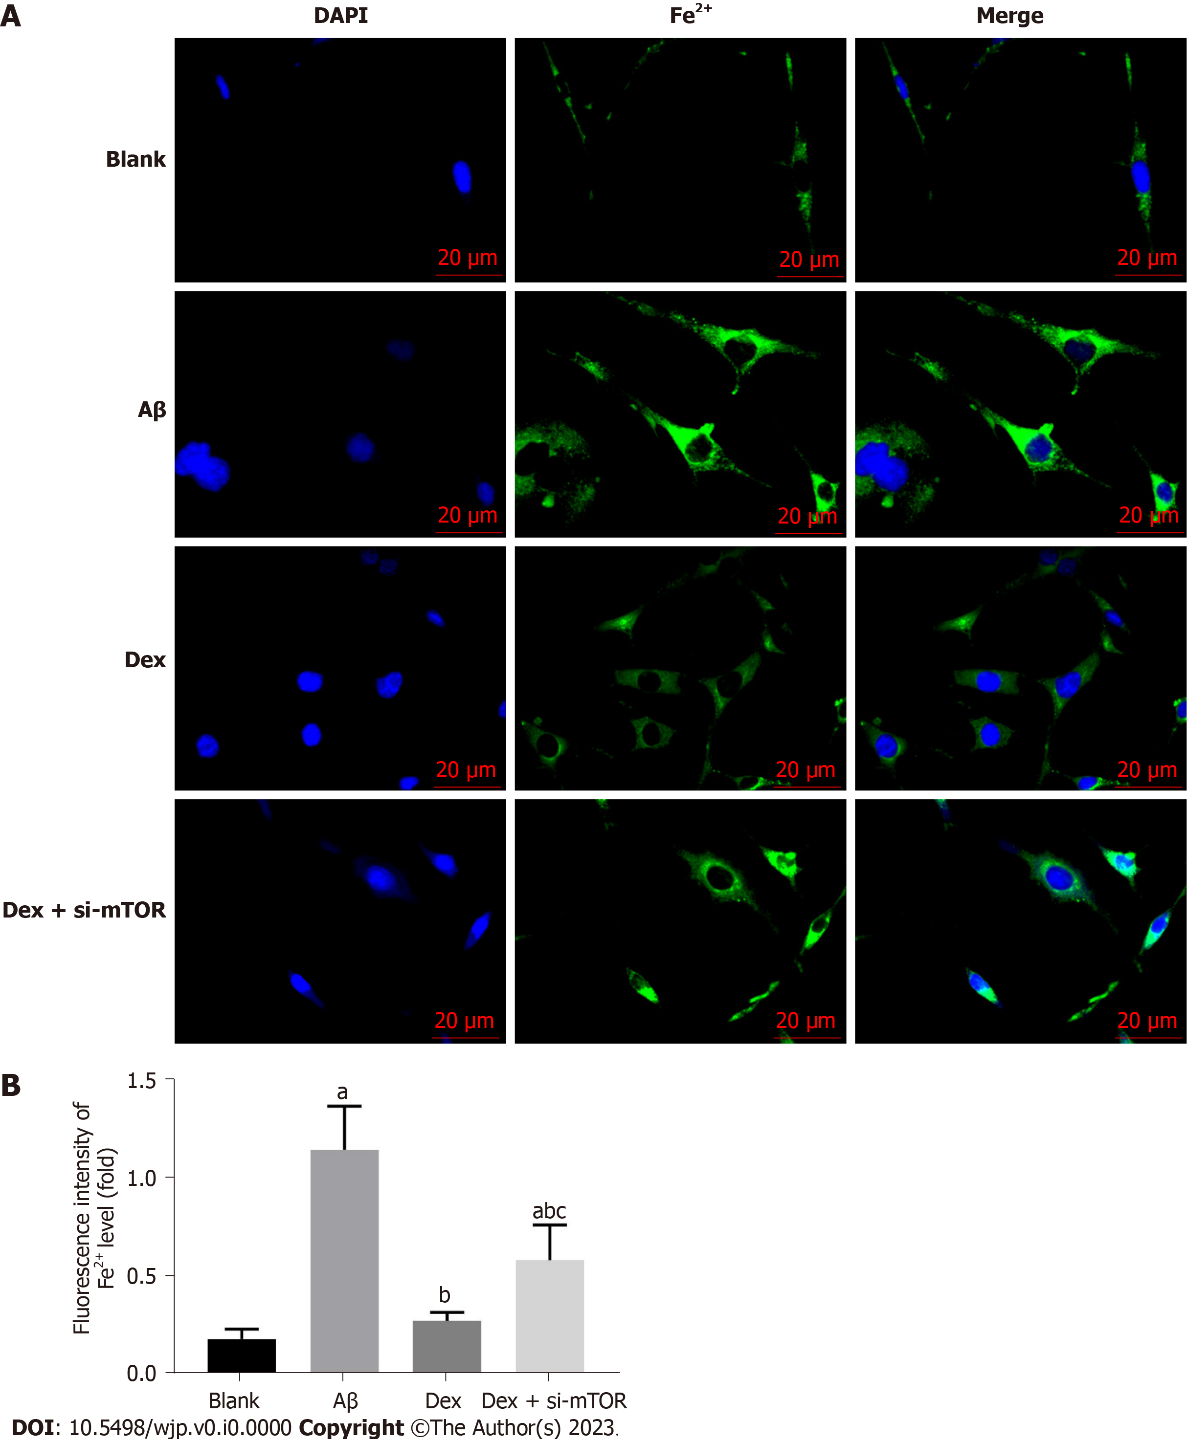 A
DAPI Fe²⁺ Merge
Blank
20 μm 20 μm 20 μm
Aβ
20 μm 20 μm 20 μm
Dex
20 μm 20 μm 20 μm
Dex + si-mTOR
20 μm 20 μm 20 μm
B
Fluorescence intensity of
Fe²⁺ level (fold)
1.5
1.0
0.5
0.0
a
b
abc
Blank Aβ Dex Dex + si-mTOR
DOI: 10.5498/wjp.v0.i0.0000 Copyright ©The Author(s) 2023.